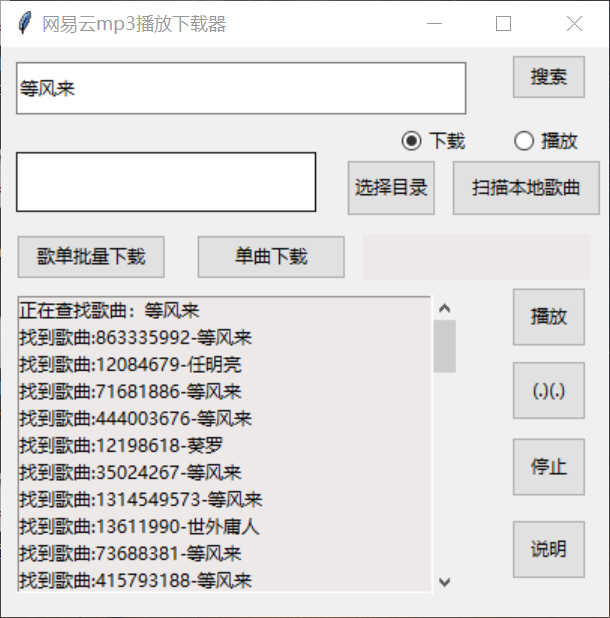 网易云mp3播放下载器
等风来
搜索
下载
播放
选择目录
扫描本地歌曲
歌单批量下载
单曲下载
正在查找歌曲：等风来
找到歌曲:863335992-等风来
找到歌曲:12084679-任明亮
找到歌曲:71681886-等风来
找到歌曲:444003676-等风来
找到歌曲:12198618-葵罗
找到歌曲:35024267-等风来
找到歌曲:1314549573-等风来
找到歌曲:13611990-世外庸人
找到歌曲:73688381-等风来
找到歌曲:415793188-等风来
播放
(.)(.)
停止
说明